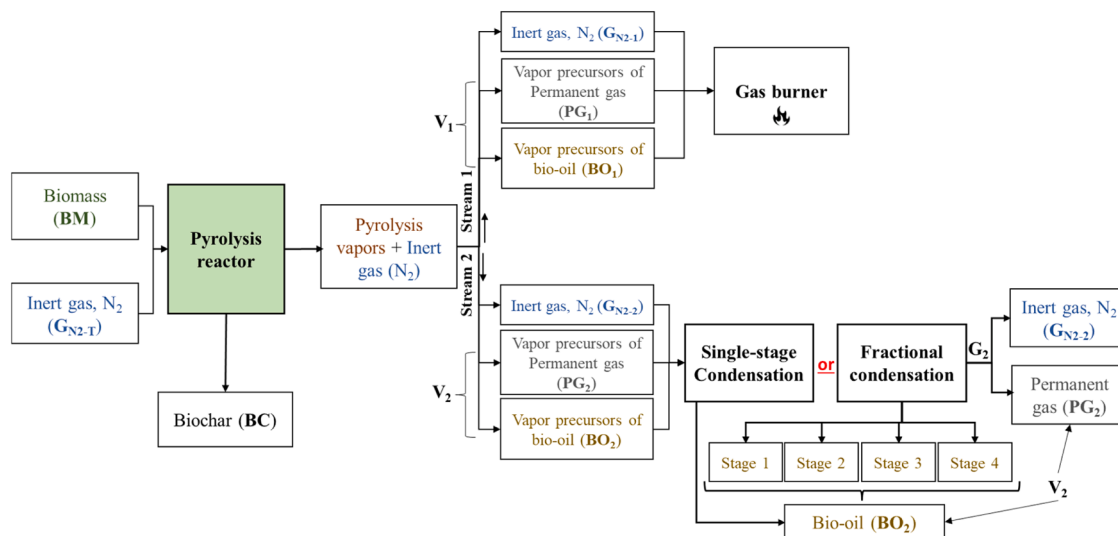 Inert gas, N₂ (G_N2-1)
Vapor precursors of
Permanent gas
(PG₁)
V₁
Gas burner
Vapor precursors of
bio-oil (BO₁)
Stream 1
Biomass
(BM)
Pyrolysis
reactor
Pyrolysis
vapors + Inert
gas (N₂)
Inert gas, N₂
(G_N2-T)
Stream 2
Biochar (BC)
Inert gas, N₂ (G_N2-2)
Vapor precursors of
Permanent gas
(PG₂)
V₂
Vapor precursors of
bio-oil (BO₂)
Single-stage
Condensation
or
Fractional
condensation
G₂
Inert gas, N₂
(G_N2-2)
Permanent
gas (PG₂)
Stage 1
Stage 2
Stage 3
Stage 4
V₂
Bio-oil (BO₂)